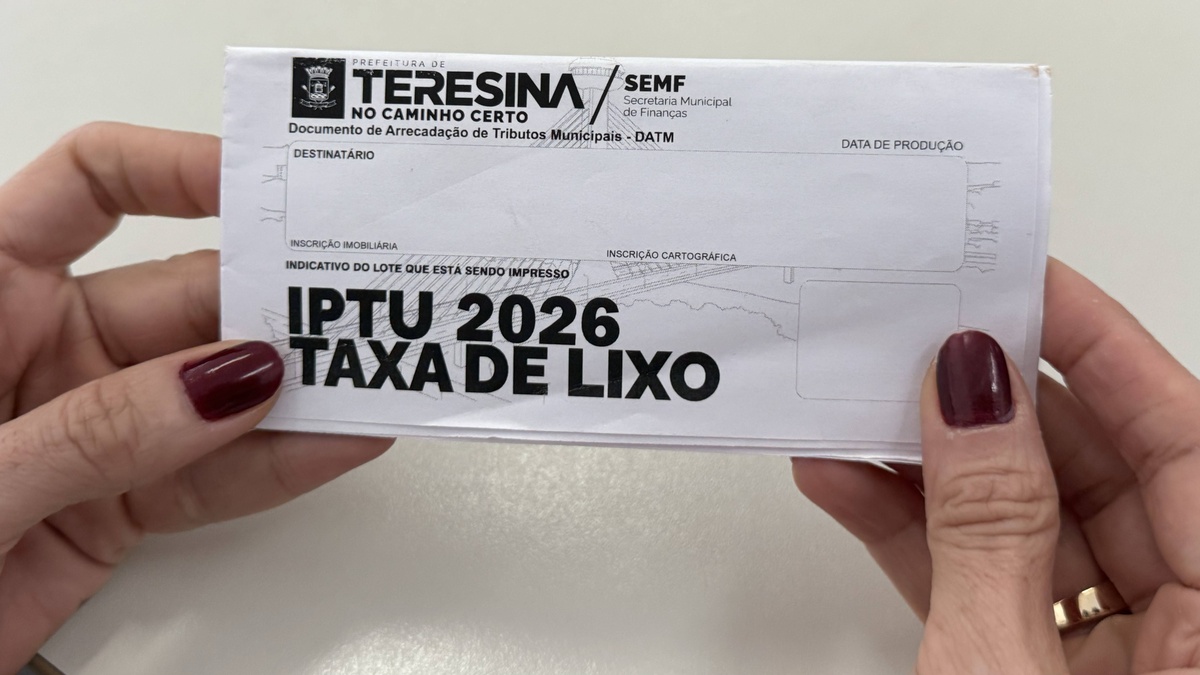 PREFEITURA DE
TERESINA
NO CAMINHO CERTO
SEMF
Secretaria Municipal
de Finanças
Documento de Arrecadação de Tributos Municipais - DATM
DATA DE PRODUÇÃO
DESTINATÁRIO
INSCRIÇÃO IMOBILIÁRIA
INSCRIÇÃO CARTOGRÁFICA
INDICATIVO DO LOTE QUE ESTÁ SENDO IMPRESSO
IPTU 2026
TAXA DE LIXO